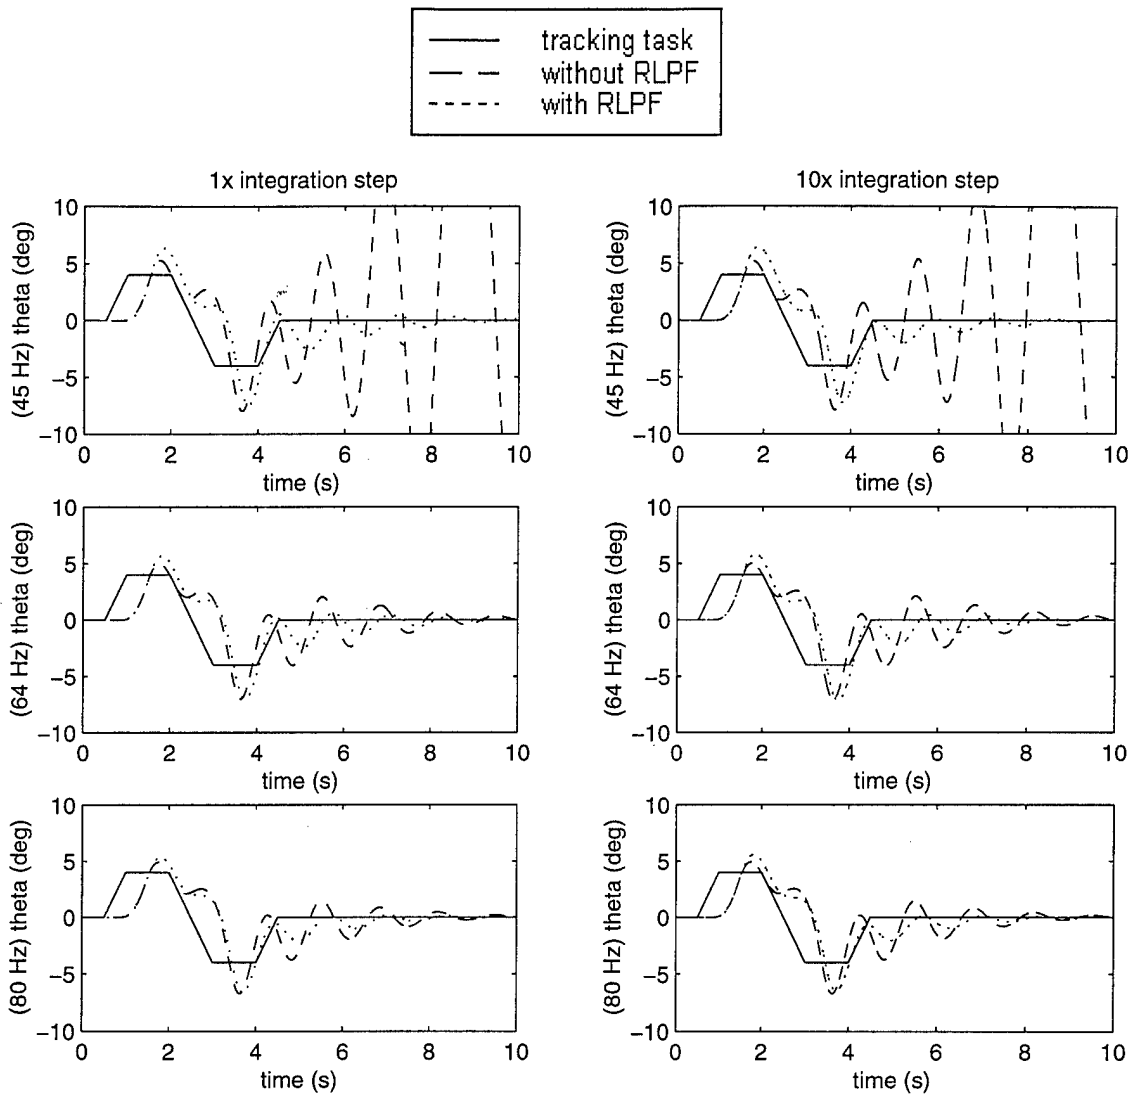 tracking task
without RLPF
with RLPF
1x integration step
10x integration step
(45 Hz) theta (deg)
10
5
0
−5
−10
0 2 4 6 8 10
time (s)
(45 Hz) theta (deg)
10
5
0
−5
−10
0 2 4 6 8 10
time (s)
(64 Hz) theta (deg)
10
5
0
−5
−10
0 2 4 6 8 10
time (s)
(64 Hz) theta (deg)
10
5
0
−5
−10
0 2 4 6 8 10
time (s)
(80 Hz) theta (deg)
10
5
0
−5
−10
0 2 4 6 8 10
time (s)
(80 Hz) theta (deg)
10
5
0
−5
−10
0 2 4 6 8 10
time (s)